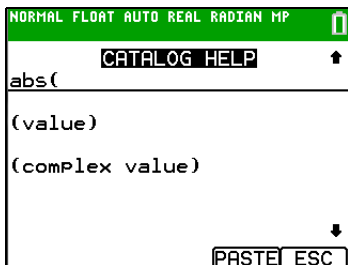 NORMAL FLOAT AUTO REAL RADIAN MP
CATALOG HELP
abs(
(value)
(complex value)
PASTE ESC